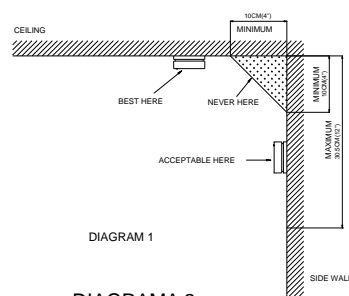 10CM(4")
MINIMUM
CEILING
BEST HERE
NEVER HERE
MINIMUM
10CM(4")
MAXIMUM
30.5CM(12")
ACCEPTABLE HERE
DIAGRAM 1
SIDE WALL